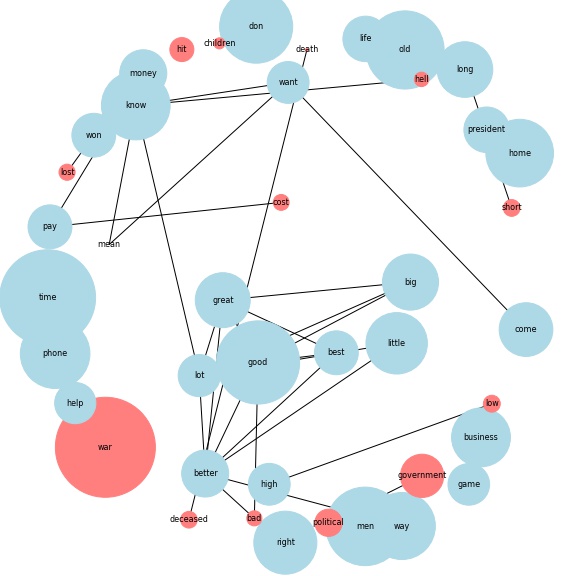 don
life
hit
children
death
old
long
money
hell
want
know
president
won
home
lost
cost
short
pay
mean
big
time
great
come
little
phone
best
good
lot
help
low
business
war
better
government
high
game
deceased
bad
political
men
way
right